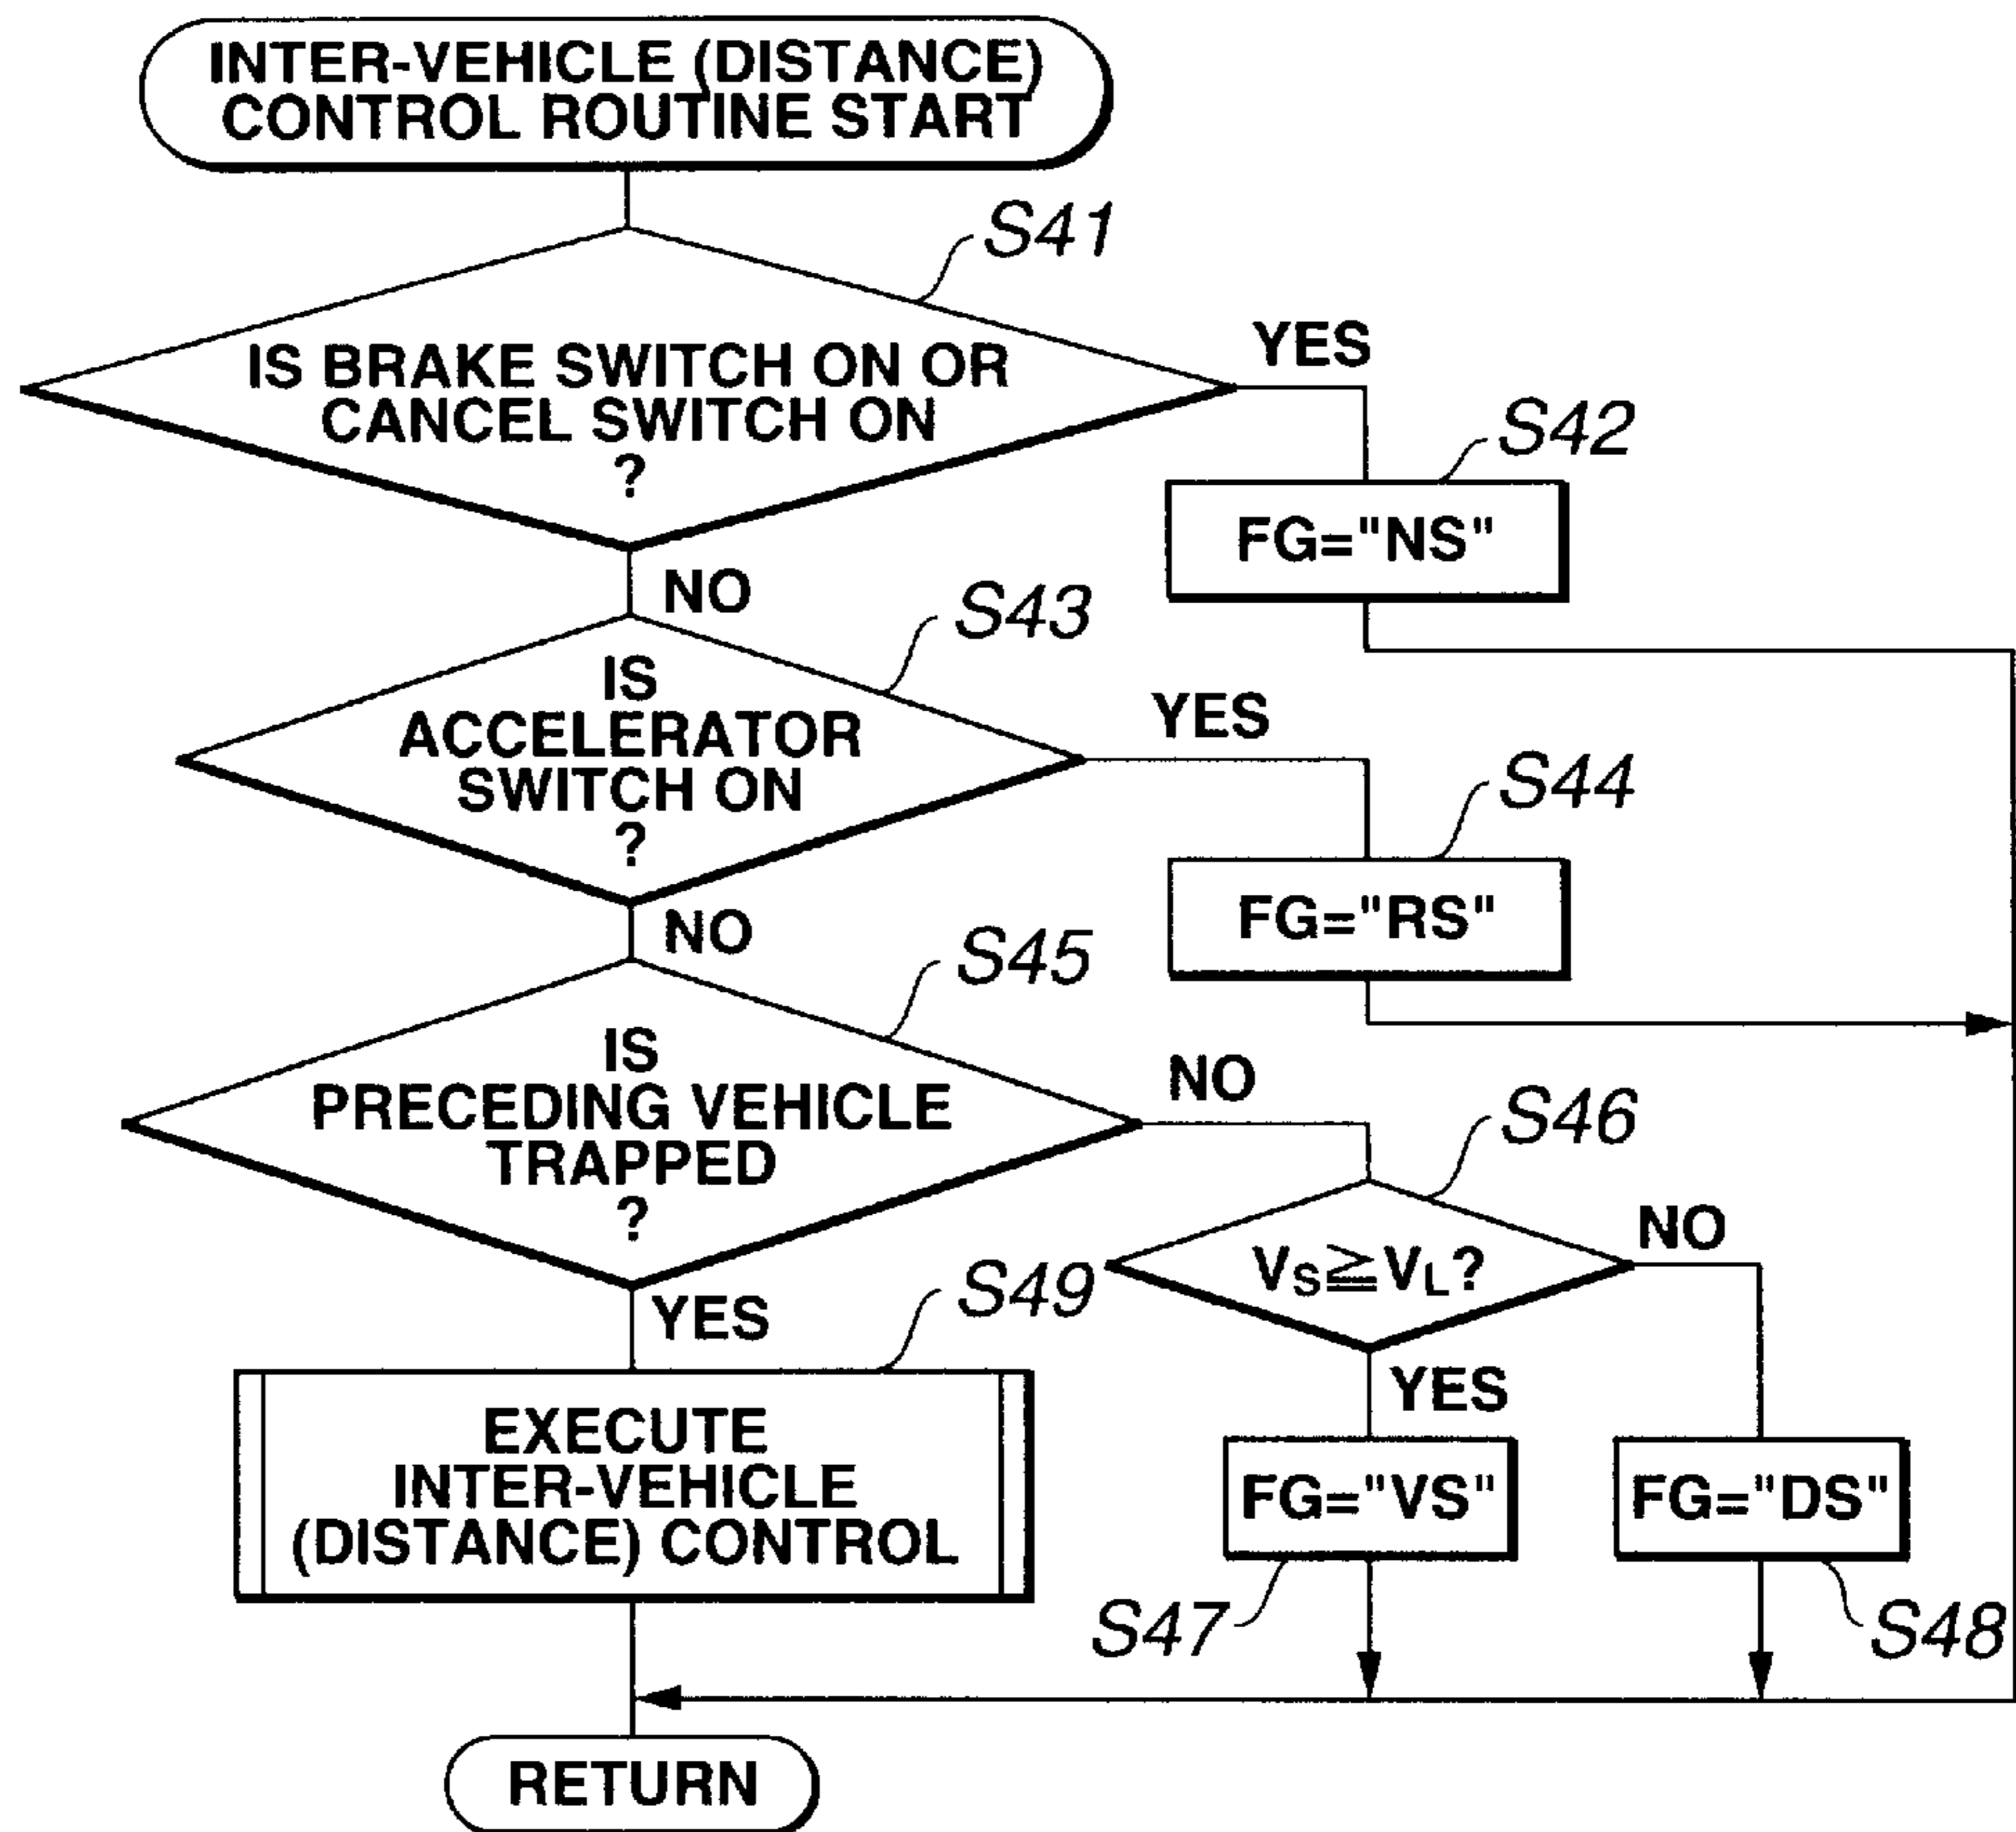 INTER-VEHICLE (DISTANCE)
CONTROL ROUTINE START
S41
IS BRAKE SWITCH ON OR
CANCEL SWITCH ON
?
YES
S42
FG="NS"
NO
S43
IS
ACCELERATOR
SWITCH ON
?
YES
S44
FG="RS"
NO
S45
IS
PRECEDING VEHICLE
TRAPPED
?
NO
S46
VS≧VL?
NO
YES
S49
EXECUTE
INTER-VEHICLE
(DISTANCE) CONTROL
YES
FG="VS"
FG="DS"
S47
S48
RETURN